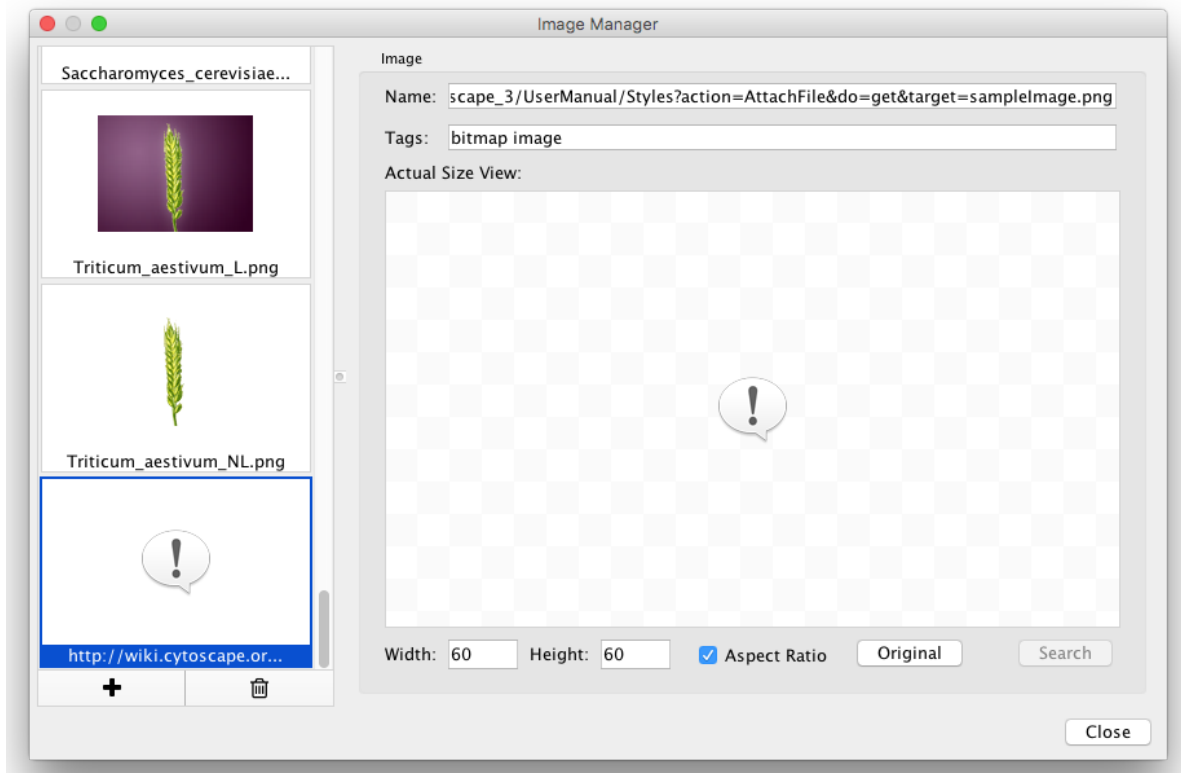 Image Manager
Saccharomyces_cerevisiae...
Triticum_aestivum_L.png
Triticum_aestivum_NL.png
http://wiki.cytoscape.or...
Image
Name: scape_3/UserManual/Styles?action=AttachFile&do=get&target=sampleImage.png
Tags: bitmap image
Actual Size View:
!
Width: 60 Height: 60 Aspect Ratio Original Search
Close